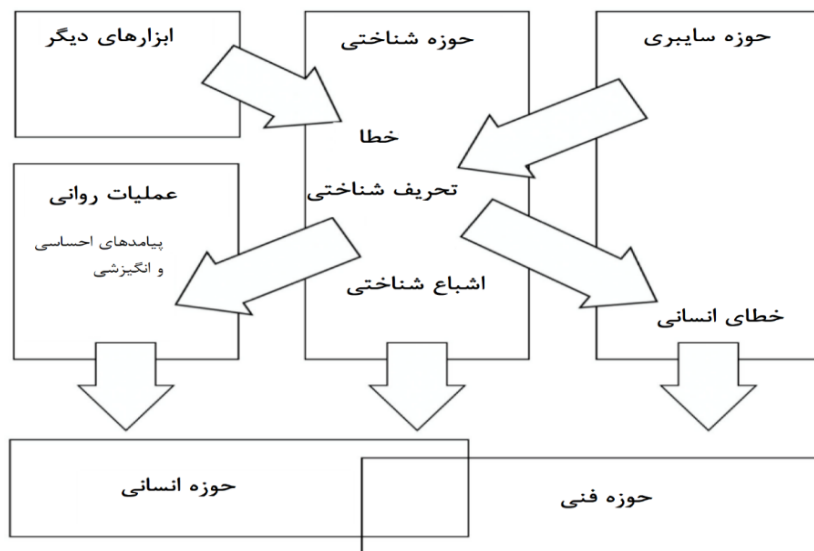 حوزه سایبری
حوزه شناختی
ابزارهای دیگر
خطا
تحریف شناختی
اشباع شناختی
خطای انسانی
عملیات روانی
پیامدهای احساسی
و انگیزشی
حوزه انسانی
حوزه فنی